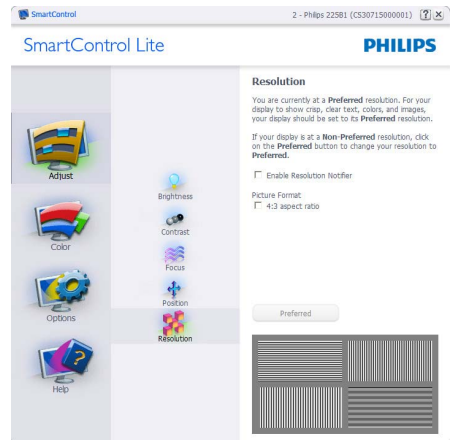 SmartControl
2 - Philips 225B1 (CS30715000001)
SmartControl Lite
PHILIPS
Adjust
Color
Options
Help
Brightness
Contrast
Focus
Position
Resolution
Resolution
You are currently at a Preferred resolution. For your
display to show crisp, clear text, colors, and images,
your display should be set to its Preferred resolution.
If your display is at a Non-Preferred resolution, click
on the Preferred button to change your resolution to
Preferred.
Enable Resolution Notifier
Picture Format
4:3 aspect ratio
Preferred